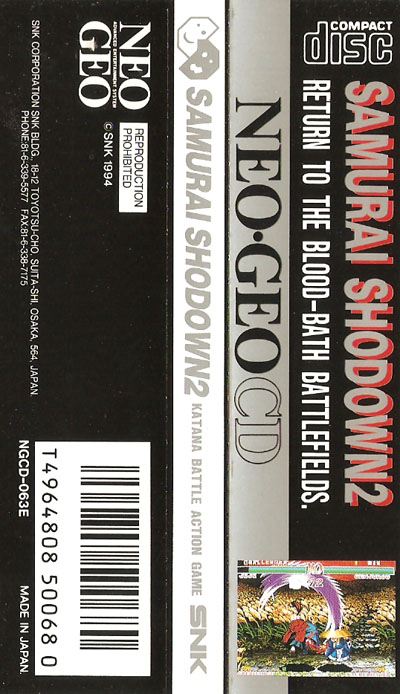 COMPACT
disc
SAMURAI SHODOWN2
RETURN TO THE BLOOD-BATH BATTLEFIELDS.
NEO·GEO CD
SAMURAI SHODOWN2 KATANA BATTLE ACTION GAME SNK
NEO
ADVANCED ENTERTAINMENT SYSTEM
GEO
© SNK 1994
REPRODUCTION
PROHIBITED
SNK CORPORATION SNK BLDG., 18-12 TOYOTSU-CHO, SUITA-SHI, OSAKA, 564, JAPAN.
PHONE:81-6-339-5577 FAX:81-6-338-7175
T4964808 50068 0
NGCD-063E
MADE IN JAPAN.